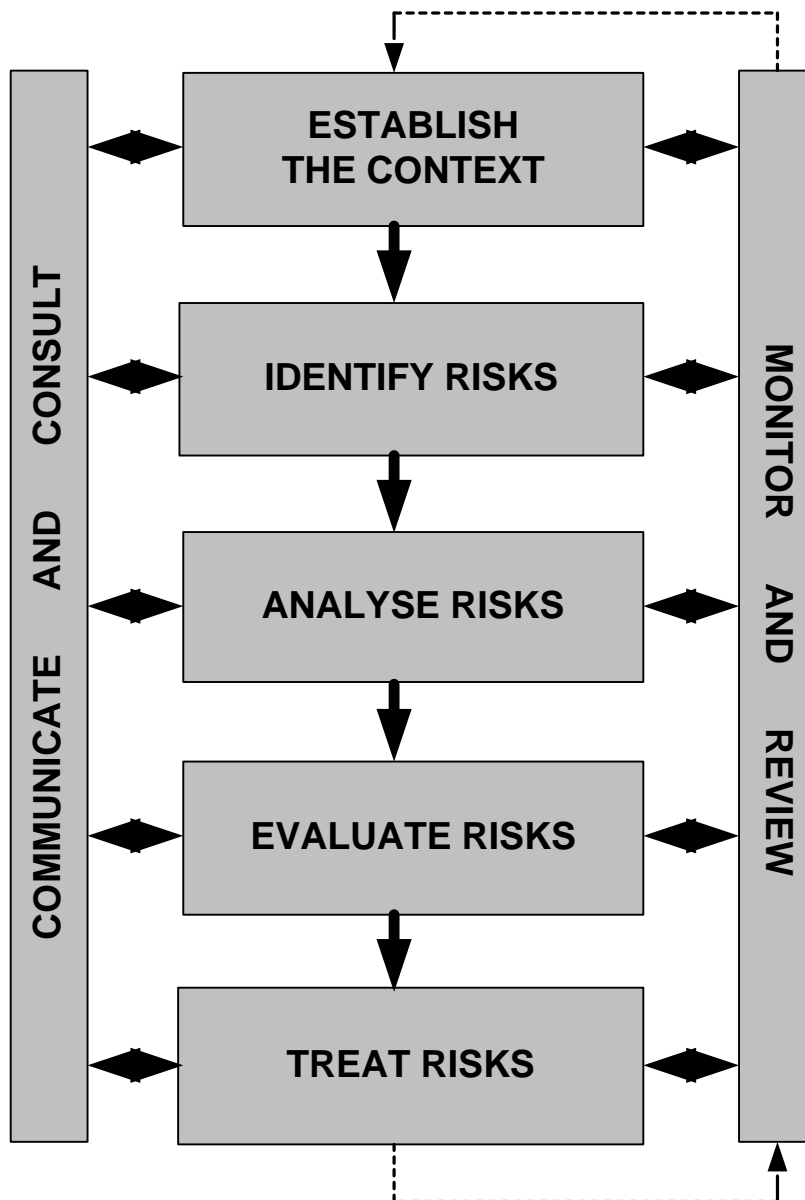 ESTABLISH
THE CONTEXT
COMMUNICATE AND CONSULT
IDENTIFY RISKS
MONITOR AND REVIEW
ANALYSE RISKS
EVALUATE RISKS
TREAT RISKS